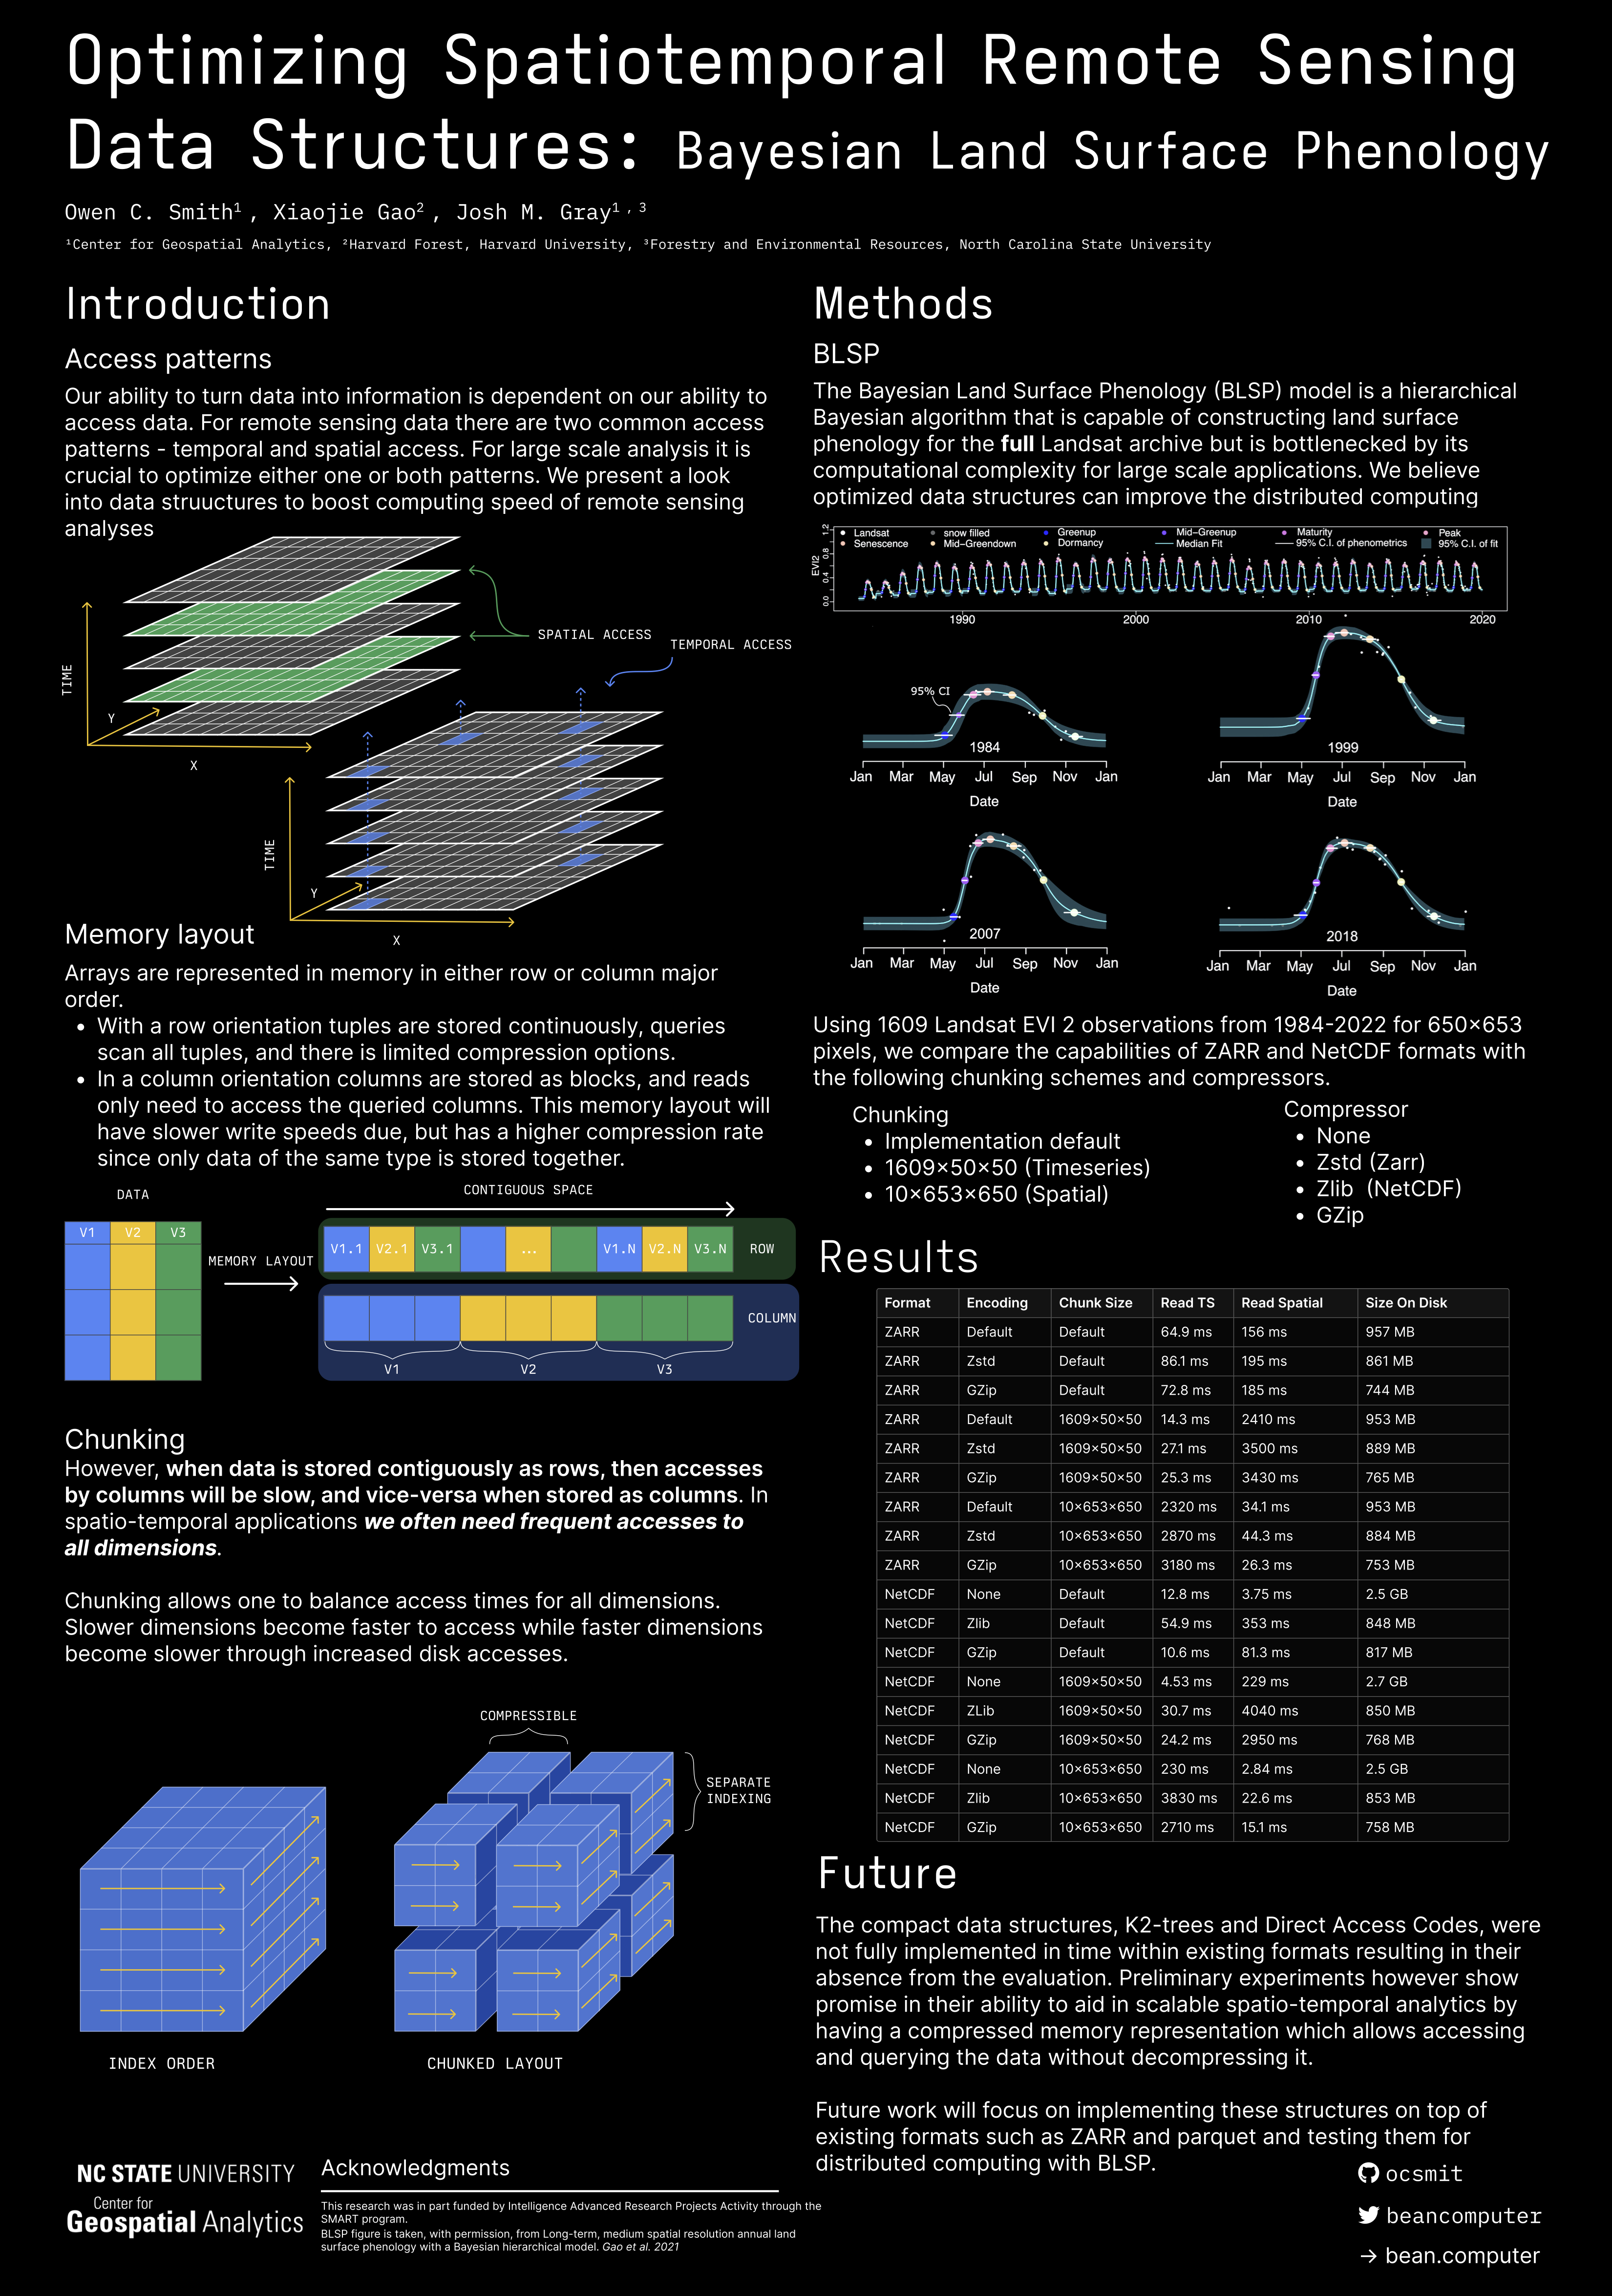 Optimizing Spatiotemporal Remote Sensing
Data Structures: Bayesian Land Surface Phenology
Owen C. Smith¹, Xiaojie Gao², Josh M. Gray¹,³
¹Center for Geospatial Analytics, ²Harvard Forest, Harvard University, ³Forestry and Environmental Resources, North Carolina State University
Introduction
Access patterns
Our ability to turn data into information is dependent on our ability to
access data. For remote sensing data there are two common access
patterns - temporal and spatial access. For large scale analysis it is
crucial to optimize either one or both patterns. We present a look
into data struuctures to boost computing speed of remote sensing
analyses
SPATIAL ACCESS
TEMPORAL ACCESS
TIME
Y
X
TIME
Y
X
Memory layout
Arrays are represented in memory in either row or column major
order.
• With a row orientation tuples are stored continuously, queries
scan all tuples, and there is limited compression options.
• In a column orientation columns are stored as blocks, and reads
only need to access the queried columns. This memory layout will
have slower write speeds due, but has a higher compression rate
since only data of the same type is stored together.
DATA
V1 V2 V3
MEMORY LAYOUT
CONTIGUOUS SPACE
V1.1 V2.1 V3.1 ... V1.N V2.N V3.N ROW
COLUMN
V1 V2 V3
Chunking
However, when data is stored contiguously as rows, then accesses
by columns will be slow, and vice-versa when stored as columns. In
spatio-temporal applications we often need frequent accesses to
all dimensions.
Chunking allows one to balance access times for all dimensions.
Slower dimensions become faster to access while faster dimensions
become slower through increased disk accesses.
COMPRESSIBLE
SEPARATE
INDEXING
INDEX ORDER
CHUNKED LAYOUT
Methods
BLSP
The Bayesian Land Surface Phenology (BLSP) model is a hierarchical
Bayesian algorithm that is capable of constructing land surface
phenology for the full Landsat archive but is bottlenecked by its
computational complexity for large scale applications. We believe
optimized data structures can improve the distributed computing
EVI2
1.2
0.8
0.4
0.0
Landsat snow filled Greenup Mid-Greenup Maturity Peak
Senescence Mid-Greendown Dormancy Median Fit 95% C.I. of phenometrics 95% C.I. of fit
1990 2000 2010 2020
95% CI
1984
Jan Mar May Jul Sep Nov Jan
Date
1999
Jan Mar May Jul Sep Nov Jan
Date
2007
Jan Mar May Jul Sep Nov Jan
Date
2018
Jan Mar May Jul Sep Nov Jan
Date
Using 1609 Landsat EVI 2 observations from 1984-2022 for 650×653
pixels, we compare the capabilities of ZARR and NetCDF formats with
the following chunking schemes and compressors.
Chunking
• Implementation default
• 1609×50×50 (Timeseries)
• 10×653×650 (Spatial)
Compressor
• None
• Zstd (Zarr)
• Zlib (NetCDF)
• GZip
Results
Format Encoding Chunk Size Read TS Read Spatial Size On Disk
ZARR Default Default 64.9 ms 156 ms 957 MB
ZARR Zstd Default 86.1 ms 195 ms 861 MB
ZARR GZip Default 72.8 ms 185 ms 744 MB
ZARR Default 1609×50×50 14.3 ms 2410 ms 953 MB
ZARR Zstd 1609×50×50 27.1 ms 3500 ms 889 MB
ZARR GZip 1609×50×50 25.3 ms 3430 ms 765 MB
ZARR Default 10×653×650 2320 ms 34.1 ms 953 MB
ZARR Zstd 10×653×650 2870 ms 44.3 ms 884 MB
ZARR GZip 10×653×650 3180 ms 26.3 ms 753 MB
NetCDF None Default 12.8 ms 3.75 ms 2.5 GB
NetCDF Zlib Default 54.9 ms 353 ms 848 MB
NetCDF GZip Default 10.6 ms 81.3 ms 817 MB
NetCDF None 1609×50×50 4.53 ms 229 ms 2.7 GB
NetCDF ZLib 1609×50×50 30.7 ms 4040 ms 850 MB
NetCDF GZip 1609×50×50 24.2 ms 2950 ms 768 MB
NetCDF None 10×653×650 230 ms 2.84 ms 2.5 GB
NetCDF Zlib 10×653×650 3830 ms 22.6 ms 853 MB
NetCDF GZip 10×653×650 2710 ms 15.1 ms 758 MB
Future
The compact data structures, K2-trees and Direct Access Codes, were
not fully implemented in time within existing formats resulting in their
absence from the evaluation. Preliminary experiments however show
promise in their ability to aid in scalable spatio-temporal analytics by
having a compressed memory representation which allows accessing
and querying the data without decompressing it.
Future work will focus on implementing these structures on top of
existing formats such as ZARR and parquet and testing them for
distributed computing with BLSP.
NC STATE UNIVERSITY
Center for
Geospatial Analytics
Acknowledgments
This research was in part funded by Intelligence Advanced Research Projects Activity through the
SMART program.
BLSP figure is taken, with permission, from Long-term, medium spatial resolution annual land
surface phenology with a Bayesian hierarchical model. Gao et al. 2021
ocsmit
beancomputer
→ bean.computer